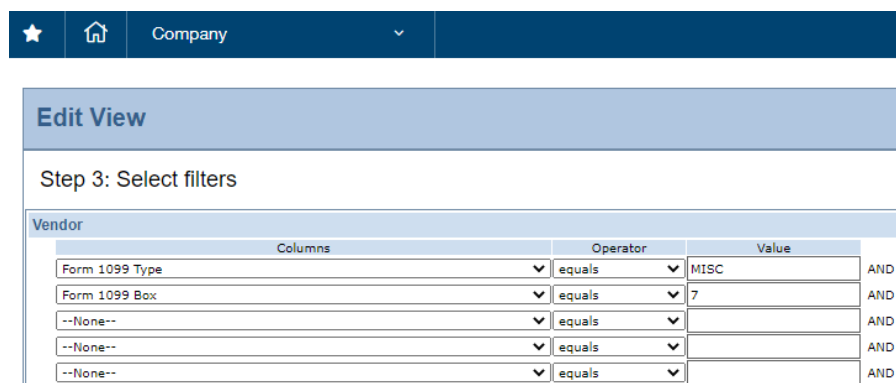 Company
Edit View
Step 3: Select filters
Vendor
Columns Operator Value
Form 1099 Type equals MISC AND
Form 1099 Box equals 7 AND
--None-- equals AND
--None-- equals AND
--None-- equals AND